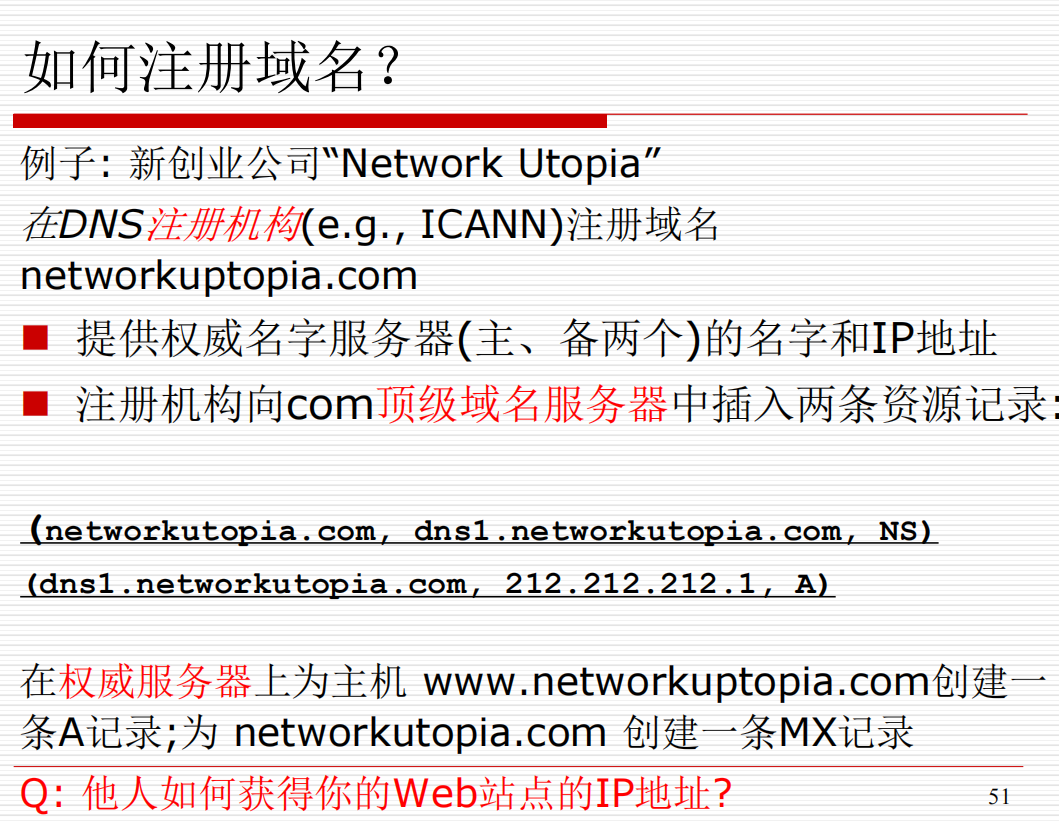 如何注册域名？
例子: 新创业公司“Network Utopia”
在DNS注册机构(e.g., ICANN)注册域名
networkuptopia.com
提供权威名字服务器(主、备两个)的名字和IP地址
注册机构向com顶级域名服务器中插入两条资源记录:
(networkutopia.com, dns1.networkutopia.com, NS)
(dns1.networkutopia.com, 212.212.212.1, A)
在权威服务器上为主机 www.networkuptopia.com创建一
条A记录;为 networkutopia.com 创建一条MX记录
Q: 他人如何获得你的Web站点的IP地址?
51